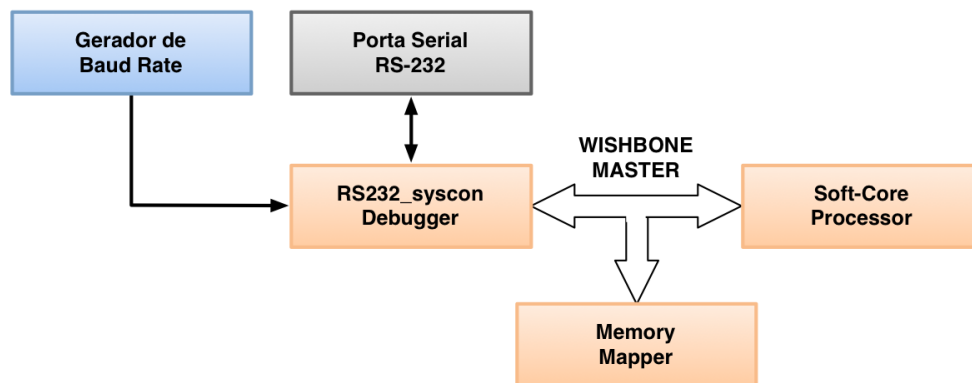 Gerador de
Baud Rate
Porta Serial
RS-232
WISHBONE
MASTER
RS232_syscon
Debugger
Soft-Core
Processor
Memory
Mapper